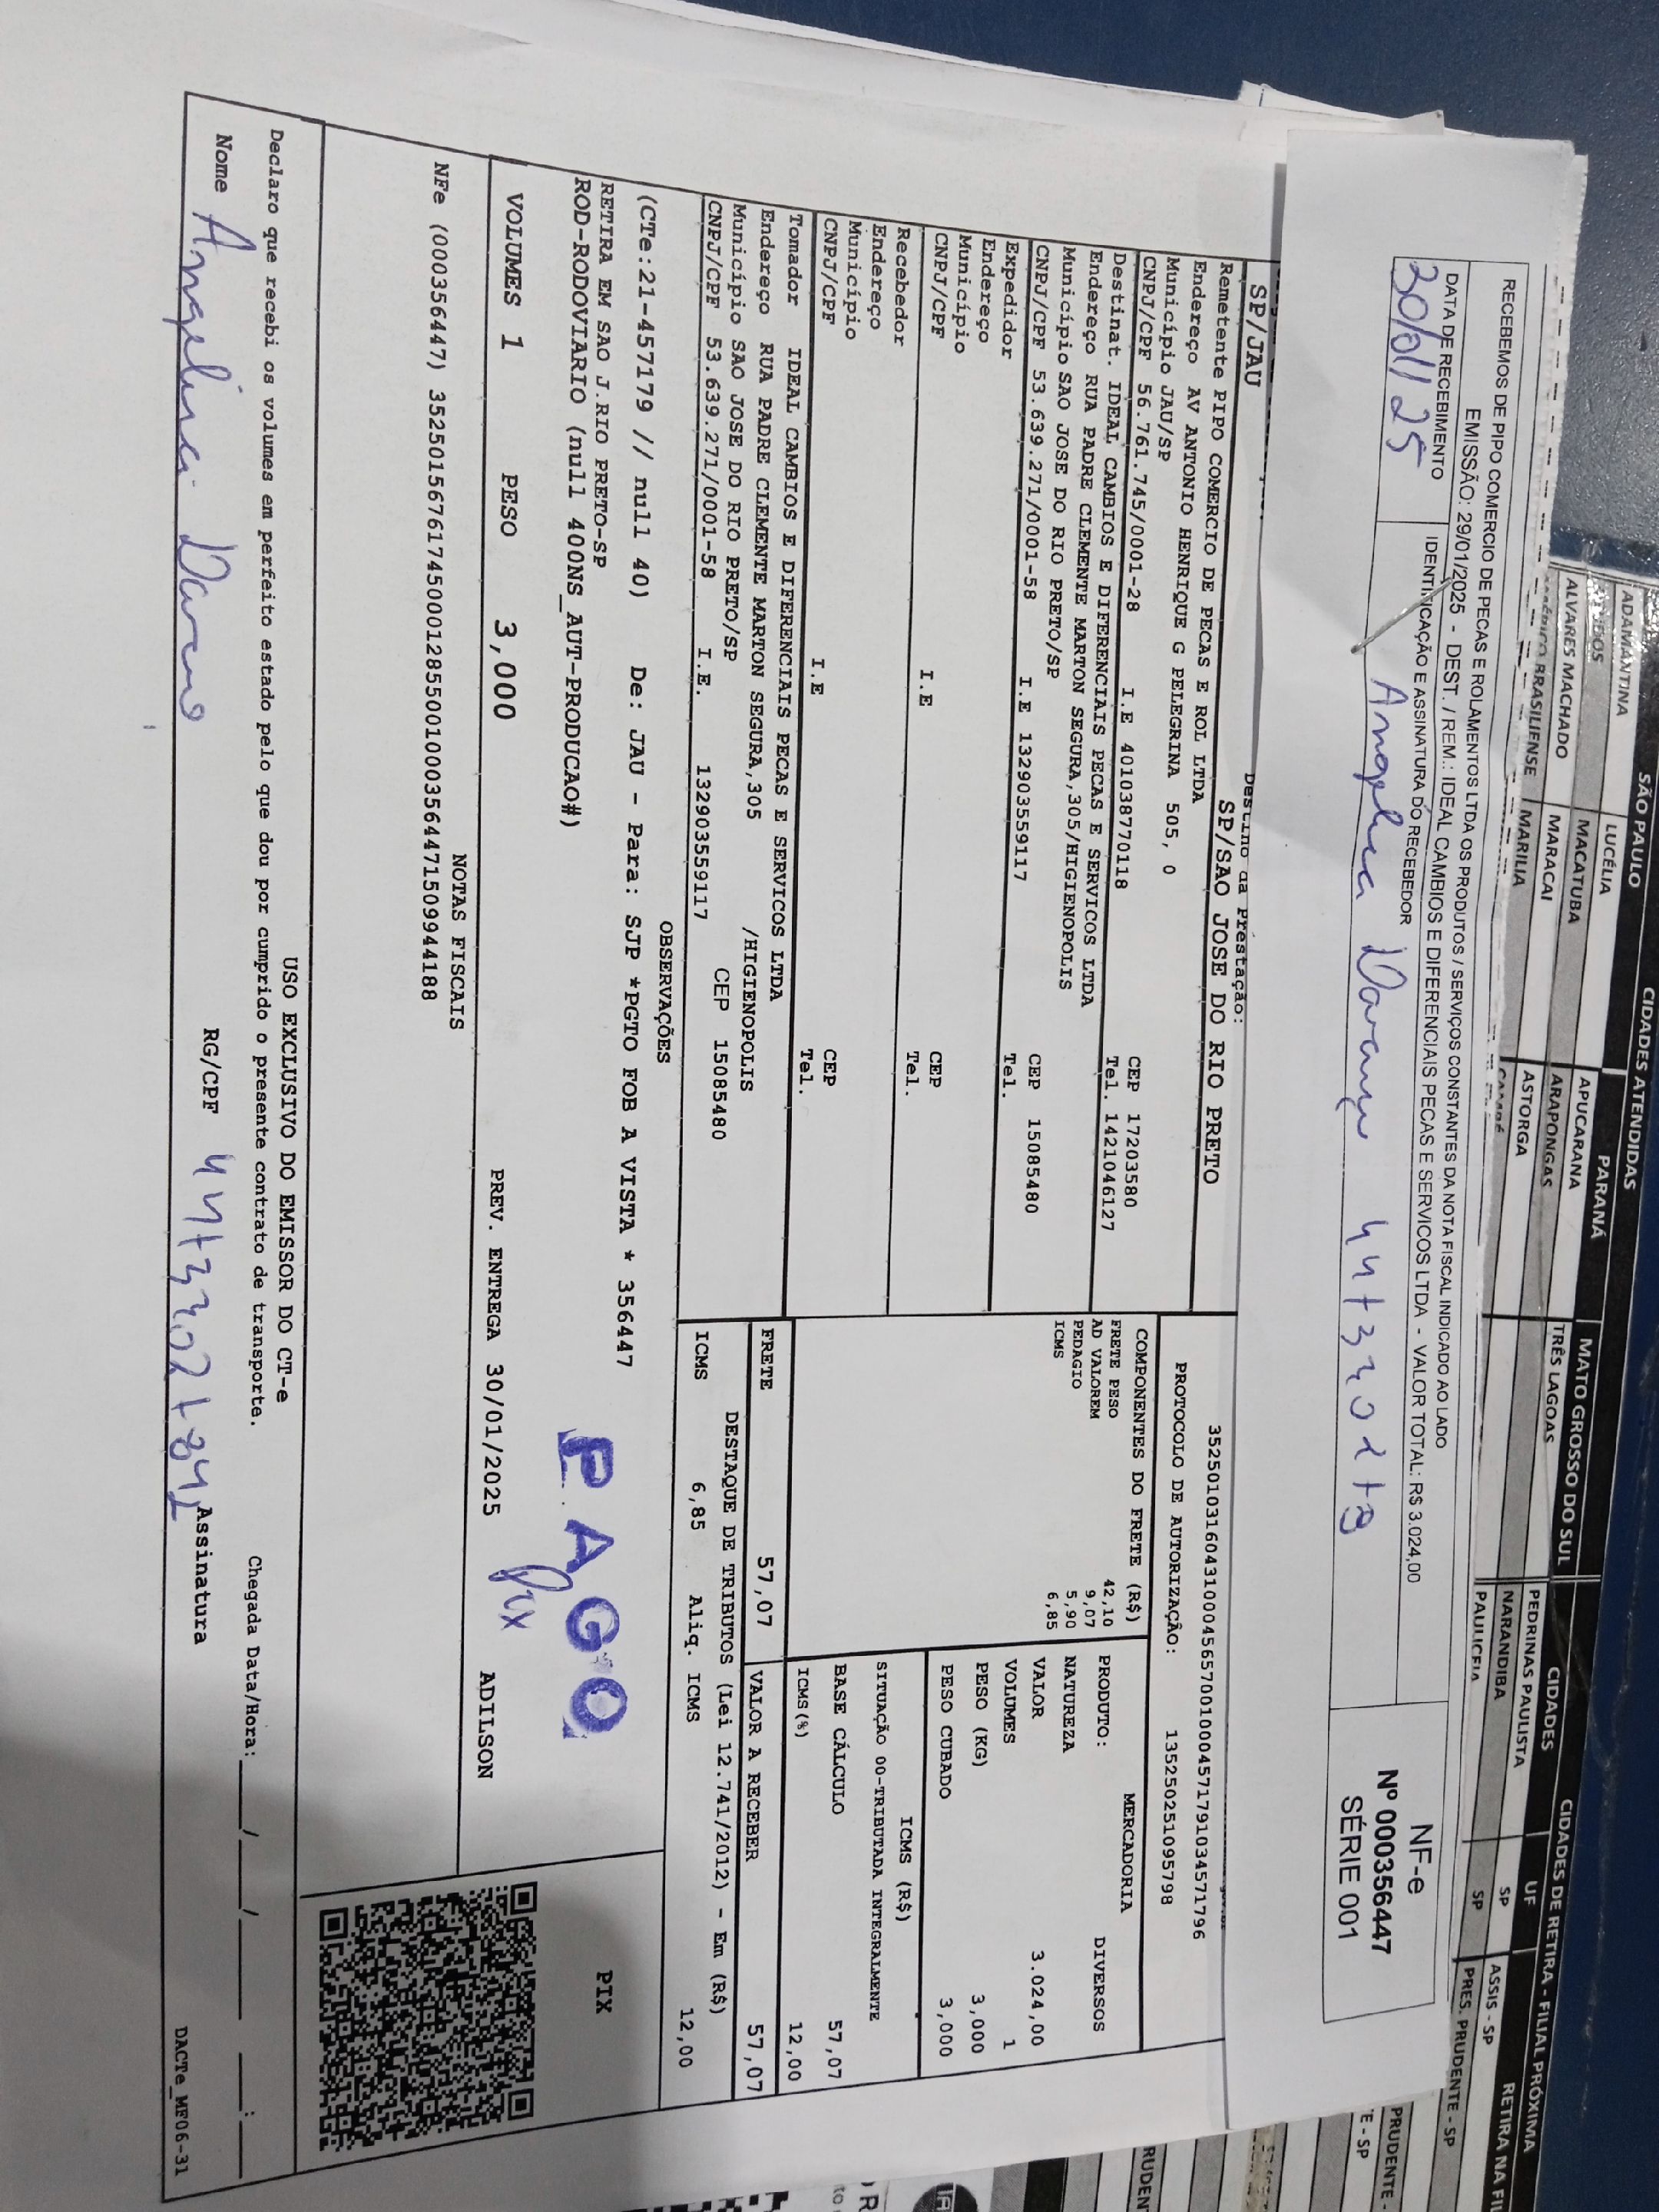 SÃO PAULO
CIDADES ATENDIDAS
PARANÁ
MATO GROSSO DO SUL
CIDADES
CIDADES DE RETIRA - FILIAL PRÓXIMA
UF
RETIRA NA FI
ADAMANTINA
LUCÉLIA
APUCARANA
TRÊS LAGOAS
PEDRINAS PAULISTA
MACATUBA
ARAPONGAS
NARANDIBA
SP
ASSIS - SP
ALVARES MACHADO
MARACAI
ASTORGA
PAULICEIA
SP
PRES. PRUDENTE - SP
BRASILIENSE
MARILIA
PRUDENTE -
RECEBEMOS DE PIPO COMERCIO DE PECAS E ROLAMENTOS LTDA OS PRODUTOS / SERVIÇOS CONSTANTES DA NOTA FISCAL INDICADO AO LADO
EMISSÃO: 29/01/2025 - DEST. / REM.: IDEAL CAMBIOS E DIFERENCIAIS PECAS E SERVICOS LTDA - VALOR TOTAL: R$ 3.024,00
DATA DE RECEBIMENTO
IDENTIFICAÇÃO E ASSINATURA DO RECEBEDOR
30/01/25
NF-e
Nº 000356447
SÉRIE 001
Destino da Prestação:
SP/JAU
SP/SAO JOSE DO RIO PRETO
35250103160431000456570010004571791034571796
PROTOCOLO DE AUTORIZAÇÃO: 135250251095798
Remetente PIPO COMERCIO DE PECAS E ROL LTDA
Endereço AV ANTONIO HENRIQUE G PELEGRINA 505, 0
Município JAU/SP
CEP 17203580
CNPJ/CPF 56.761.745/0001-28
I.E 401038770118
Tel. 1421046127
Destinat. IDEAL CAMBIOS E DIFERENCIAIS PECAS E SERVICOS LTDA
Endereço RUA PADRE CLEMENTE MARTON SEGURA,305/HIGIENOPOLIS
Município SAO JOSE DO RIO PRETO/SP
CEP 15085480
CNPJ/CPF 53.639.271/0001-58
I.E 132903559117
Tel.
Expedidor
Endereço
Município
CEP
CNPJ/CPF
I.E
Tel.
Recebedor
Endereço
Município
CEP
CNPJ/CPF
I.E
Tel.
Tomador IDEAL CAMBIOS E DIFERENCIAIS PECAS E SERVICOS LTDA
Endereço RUA PADRE CLEMENTE MARTON SEGURA,305 /HIGIENOPOLIS
Município SAO JOSE DO RIO PRETO/SP
CEP 15085480
CNPJ/CPF 53.639.271/0001-58
I.E. 132903559117
COMPONENTES DO FRETE (R$)
FRETE PESO 42,10
AD VALOREM 9,07
PEDAGIO 5,90
ICMS 6,85
MERCADORIA
PRODUTO: DIVERSOS
NATUREZA
VALOR 3.024,00
VOLUMES 1
PESO (KG) 3,000
PESO CUBADO 3,000
ICMS (R$)
SITUAÇÃO 00-TRIBUTADA INTEGRALMENTE
BASE CÁLCULO 57,07
ICMS(%) 12,00
FRETE 57,07
VALOR A RECEBER 57,07
DESTAQUE DE TRIBUTOS (Lei 12.741/2012) - Em (R$)
ICMS 6,85 Aliq. ICMS 12,00
OBSERVAÇÕES
(CTe:21-457179 // null 40) De: JAU - Para: SJP *PGTO FOB A VISTA * 356447
RETIRA EM SAO J.RIO PRETO-SP
ROD-RODOVIARIO (null 400NS_AUT-PRODUCAO#)
PAGO
Pix
PIX
VOLUMES 1 PESO 3,000 PREV. ENTREGA 30/01/2025 ADILSON
NOTAS FISCAIS
NFe (000356447) 35250156761745000128550010003564471509944188
USO EXCLUSIVO DO EMISSOR DO CT-e
Declaro que recebi os volumes em perfeito estado pelo que dou por cumprido o presente contrato de transporte. Chegada Data/Hora: __/__/__ __:__
Nome Angelica
RG/CPF
Assinatura
DACTe_MF06-31